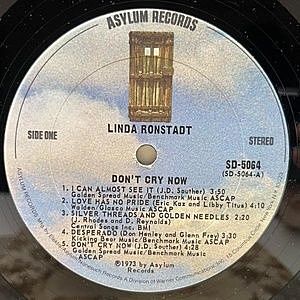 ASYLUM RECORDS
SIDE ONE
LINDA RONSTADT
STEREO
DON'T CRY NOW
SD-5064
(SD-5064-A)
1. I CAN ALMOST SEE IT (J.D. Souther) 3:50
Golden Spread Music/Benchmark Music ASCAP
2. LOVE HAS NO PRIDE (Eric Kaz and Libby Titus) 4:10
Walden/Glasco Music ASCAP
3. SILVER THREADS AND GOLDEN NEEDLES 2:20
(J. Rhodes and D. Reynolds)
Central Songs Inc. BMI
4. DESPERADO (Don Henley and Glenn Frey) 3:30
Kicking Bear Music/Benchmark Music ASCAP
5. DON'T CRY NOW (J.D. Souther) 4:2
Golden Spread Music/Benchmark Music
ASCAP
℗1973 by Asylum
Records